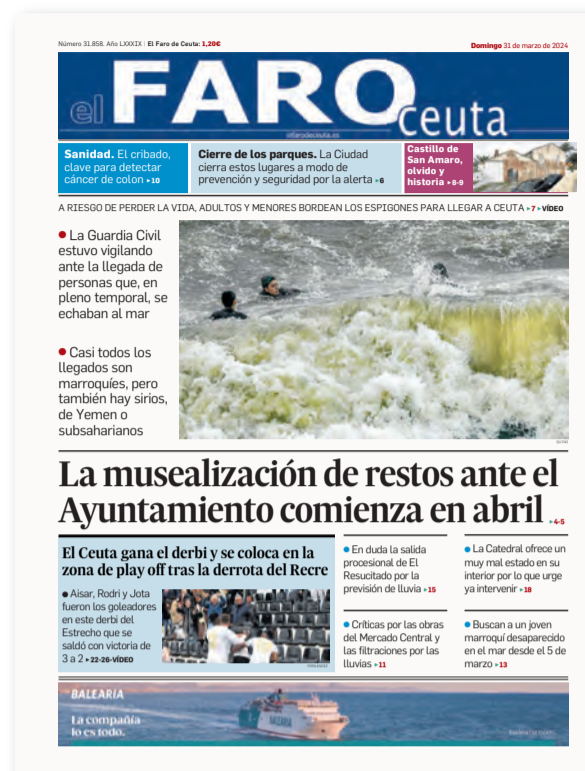 Número 31.858. Año LXXXIX | El Faro de Ceuta: 1,20€
Domingo 31 de marzo de 2024
el FARO ceuta
elfarodeceuta.es
Sanidad. El cribado,
clave para detectar
cáncer de colon ▸10
Cierre de los parques. La Ciudad
cierra estos lugares a modo de
prevención y seguridad por la alerta ▸6
Castillo de
San Amaro,
olvido y
historia ▸8-9
A RIESGO DE PERDER LA VIDA, ADULTOS Y MENORES BORDEAN LOS ESPIGONES PARA LLEGAR A CEUTA ▸7 ▸VÍDEO
● La Guardia Civil
estuvo vigilando
ante la llegada de
personas que, en
pleno temporal, se
echaban al mar
● Casi todos los
llegados son
marroquíes, pero
también hay sirios,
de Yemen o
subsaharianos
La musealización de restos ante el
Ayuntamiento comienza en abril ▸4-5
El Ceuta gana el derbi y se coloca en la
zona de play off tras la derrota del Recre
● Aisar, Rodri y Jota
fueron los goleadores
en este derbi del
Estrecho que se
saldó con victoria de
3 a 2 ▸22-26-VÍDEO
● En duda la salida
procesional de El
Resucitado por la
previsión de lluvia ▸15
● Críticas por las obras
del Mercado Central y
las filtraciones por las
lluvias ▸11
● La Catedral ofrece un
muy mal estado en su
interior por lo que urge
ya intervenir ▸18
● Buscan a un joven
marroquí desaparecido
en el mar desde el 5 de
marzo ▸13
BALEÀRIA
La compañía
lo es todo.
BALEÀRIA